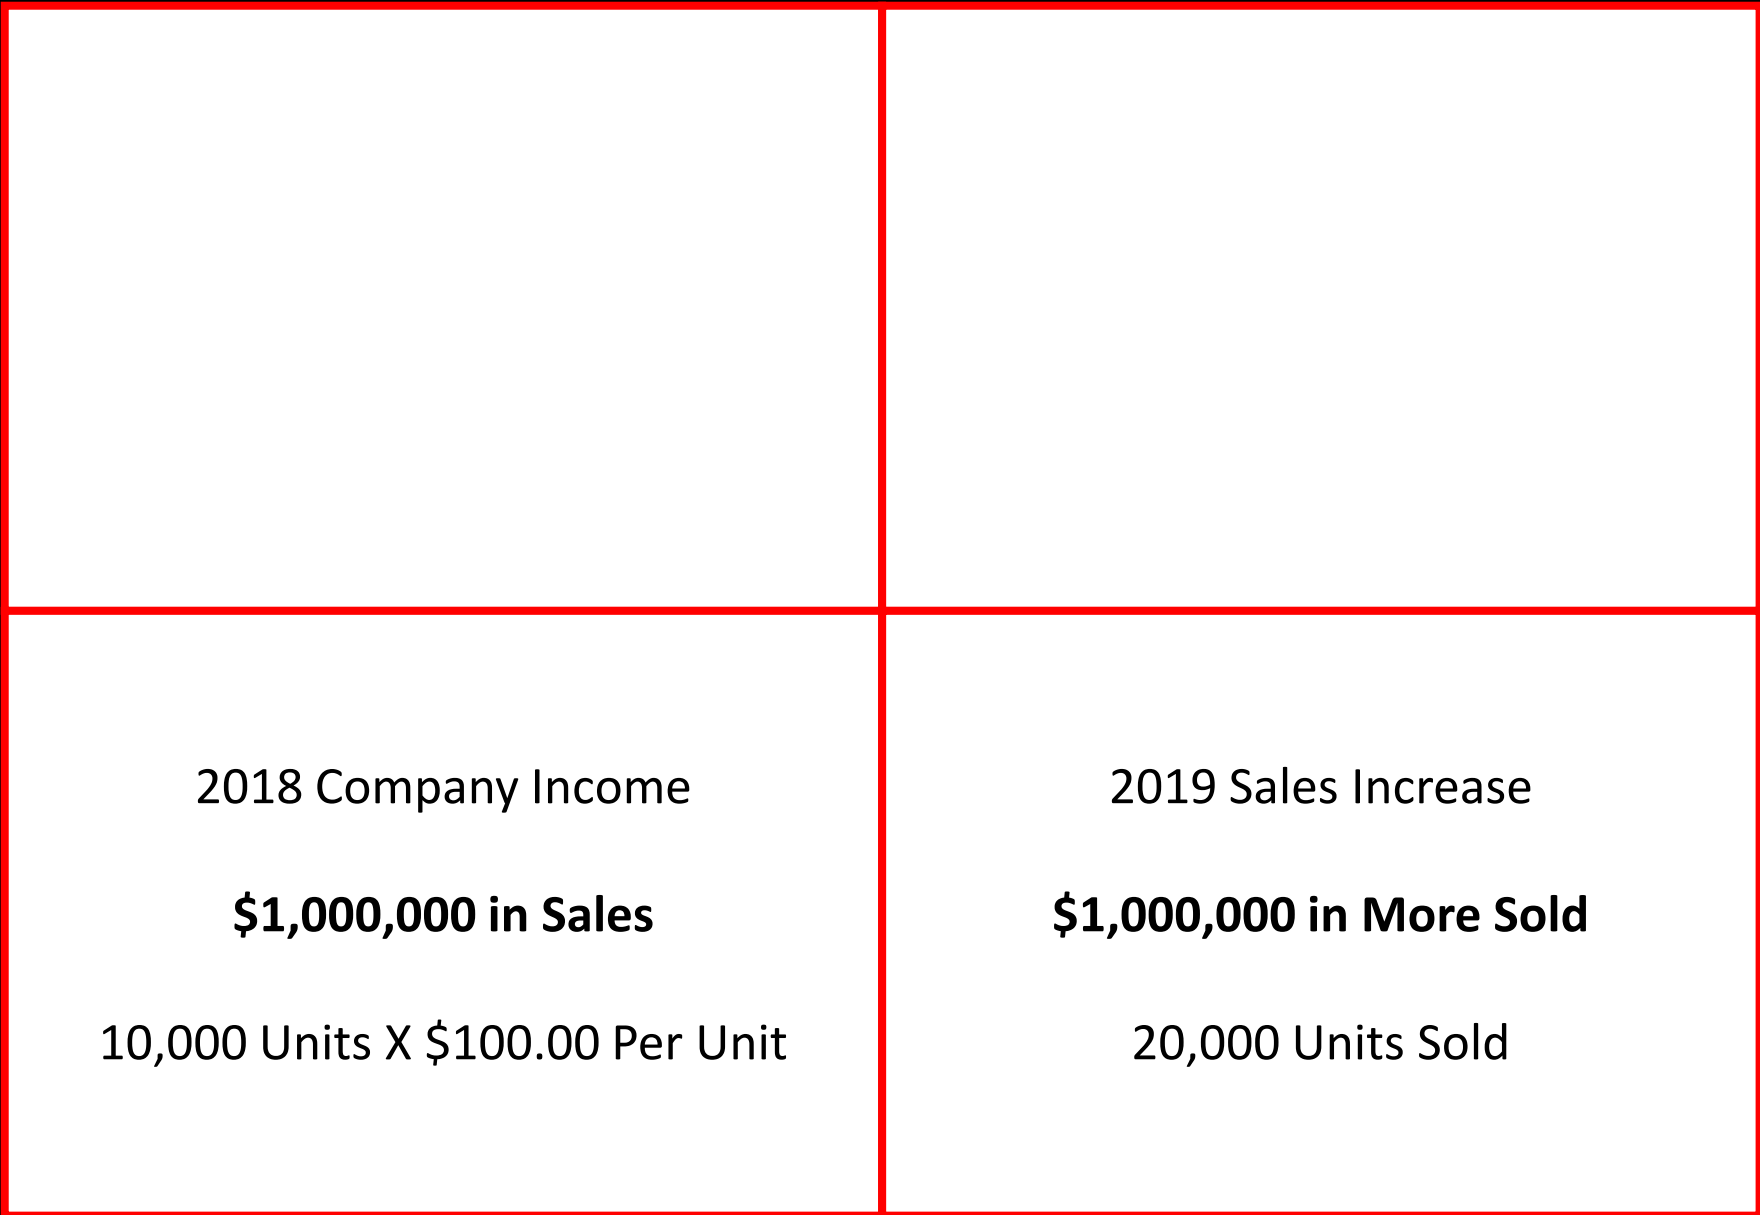 2018 Company Income
$1,000,000 in Sales
10,000 Units X $100.00 Per Unit
2019 Sales Increase
$1,000,000 in More Sold
20,000 Units Sold